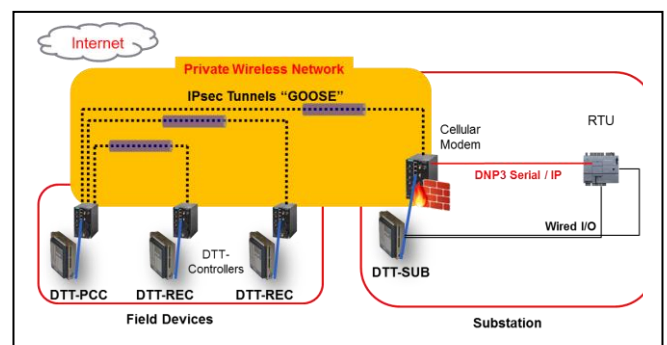 Internet
Private Wireless Network
IPsec Tunnels “GOOSE”
Cellular
Modem
RTU
DNP3 Serial / IP
Wired I/O
DTT-
Controllers
DTT-SUB
DTT-PCC
DTT-REC
DTT-REC
Field Devices
Substation